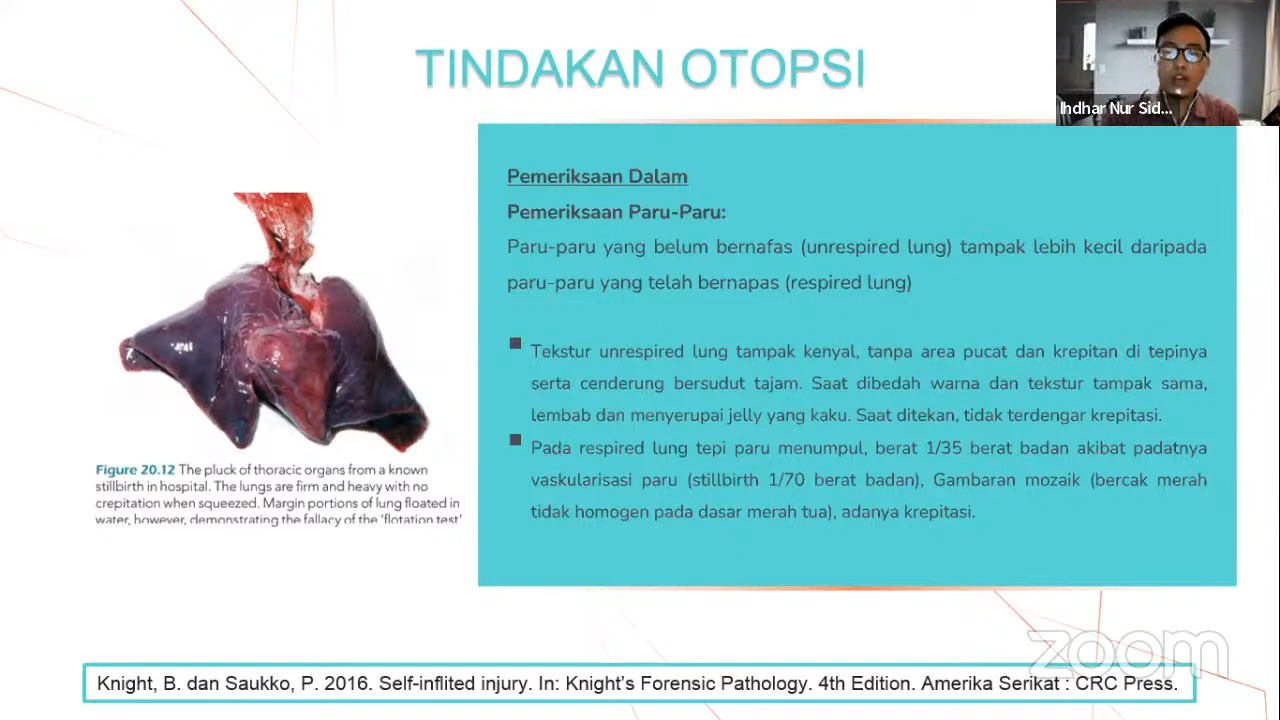 TINDAKAN OTOPSI
Ihdhar Nur Sid...
Pemeriksaan Dalam
Pemeriksaan Paru-Paru:
Paru-paru yang belum bernafas (unrespired lung) tampak lebih kecil daripada
paru-paru yang telah bernapas (respired lung)
Tekstur unrespired lung tampak kenyal, tanpa area pucat dan krepitan di tepinya
serta cenderung bersudut tajam. Saat dibedah warna dan tekstur tampak sama,
lembab dan menyerupai jelly yang kaku. Saat ditekan, tidak terdengar krepitasi.
Pada respired lung tepi paru menumpul, berat 1/35 berat badan akibat padatnya
vaskularisasi paru (stillbirth 1/70 berat badan), Gambaran mozaik (bercak merah
tidak homogen pada dasar merah tua), adanya krepitasi.
Figure 20.12 The pluck of thoracic organs from a known
stillbirth in hospital. The lungs are firm and heavy with no
crepitation when squeezed. Margin portions of lung floated in
water, however, demonstrating the fallacy of the 'flotation test'
zoom
Knight, B. dan Saukko, P. 2016. Self-inflited injury. In: Knight's Forensic Pathology. 4th Edition. Amerika Serikat : CRC Press.